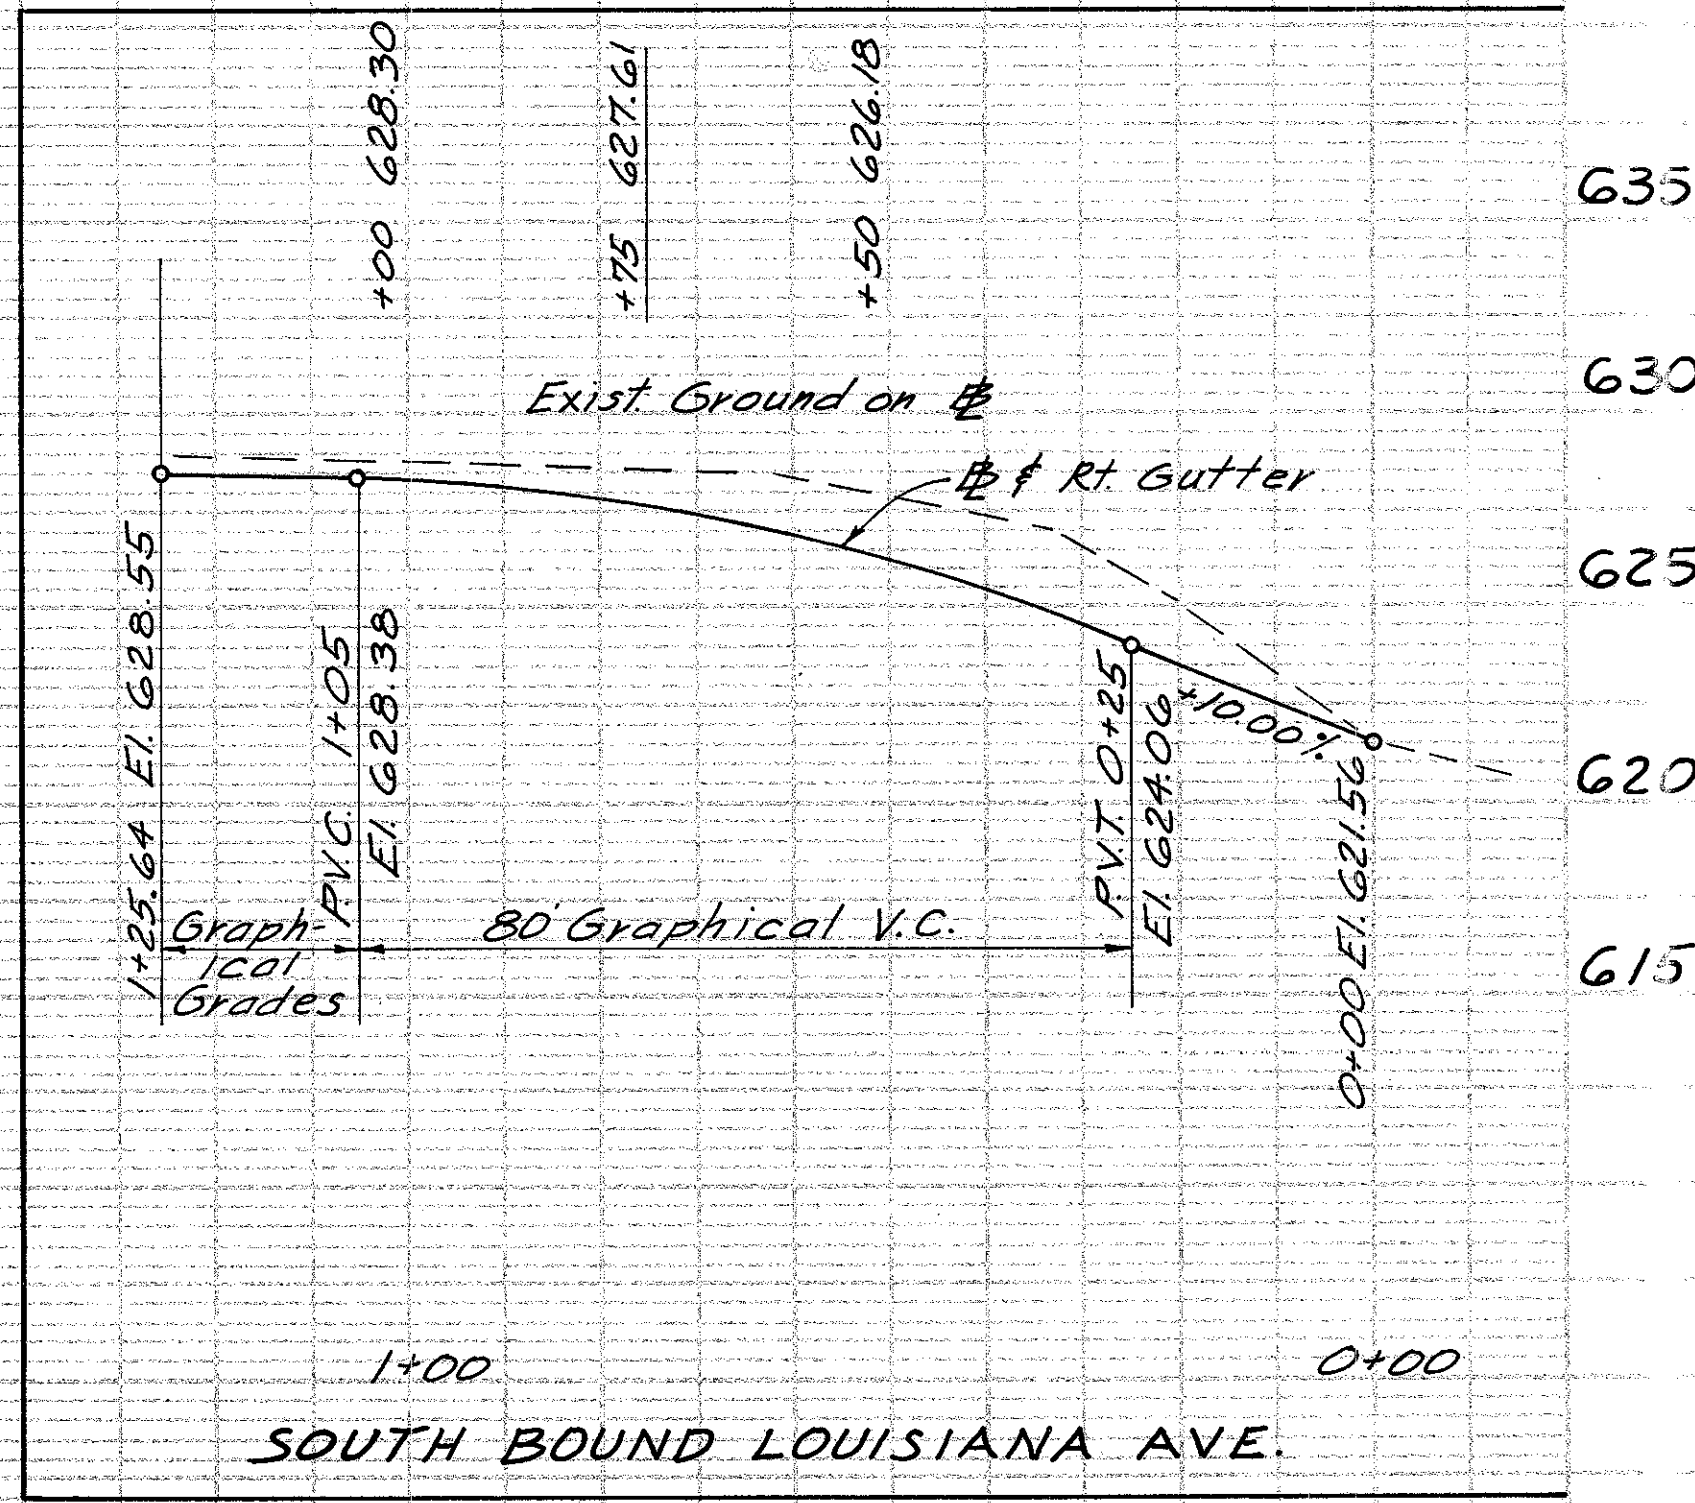 +00 628.30
+75 627.61
+50 626.18
635
630
625
620
615
Exist. Ground on ⅊
⅊ & Rt. Gutter
1+25.64 El. 628.55
P.V.C. 1+05
El. 628.38
P.V.T. 0+25
El. 624.06
+10.00%
0+00 El. 621.56
Graph-
ical
Grades
80' Graphical V.C.
1+00
0+00
SOUTH BOUND LOUISIANA AVE.